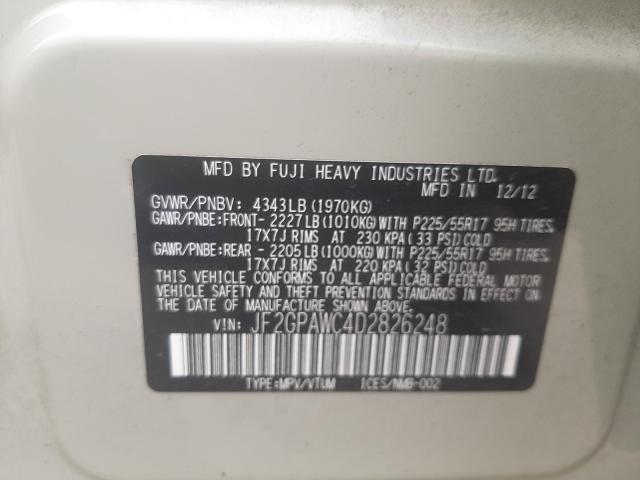 MFD BY FUJI HEAVY INDUSTRIES LTD.
MFD IN 12/12
GVWR/PNBV: 4343LB (1970KG)
GAWR/PNBE: FRONT- 2227LB (1010KG) WITH P225/55R17 95H TIRES,
17X7J RIMS AT 230 KPA (33 PSI) COLD
GAWR/PNBE: REAR - 2205LB (1000KG) WITH P225/55R17 95H TIRES,
17X7J RIMS AT 220 KPA (32 PSI) COLD
THIS VEHICLE CONFORMS TO ALL APPLICABLE FEDERAL MOTOR
VEHICLE SAFETY AND THEFT PREVENTION STANDARDS IN EFFECT
ON THE DATE OF MANUFACTURE SHOWN ABOVE.
VIN: JF2GPAWC4D2826248
TYPE:MPV/VTUM ICES/NMB-002